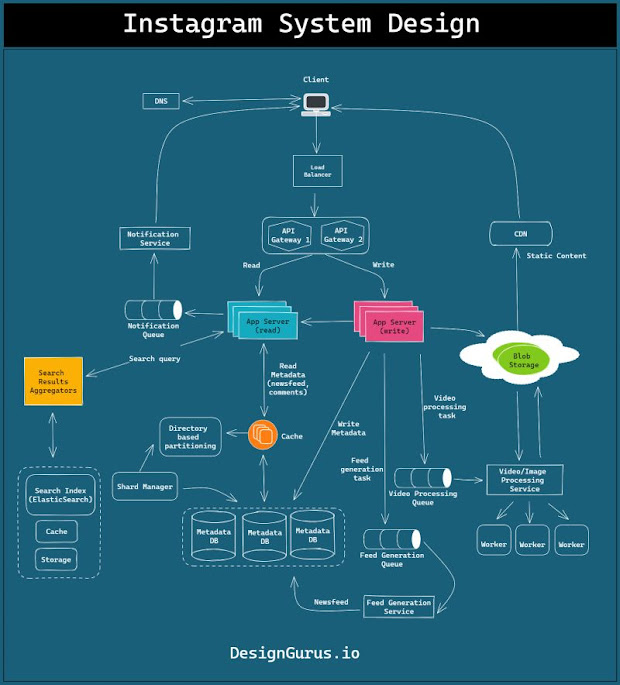 Instagram System Design
Client
DNS
Load
Balancer
API
Gateway 1
API
Gateway 2
Notification
Service
CDN
Static Content
Read
Write
Notification
Queue
App Server
(read)
App Server
(write)
Blob
Storage
Search query
Search
Results
Aggregators
Read
Metadata
(newsfeed,
comments)
Video
processing
task
Directory
based
partitioning
Cache
Write
Metadata
Feed
generation
task
Shard Manager
Video Processing
Queue
Video/Image
Processing
Service
Search Index
(ElasticSearch)
Cache
Storage
Metadata
DB
Metadata
DB
Metadata
DB
Worker
Worker
Worker
Feed Generation
Queue
Newsfeed
Feed Generation
Service
DesignGurus.io